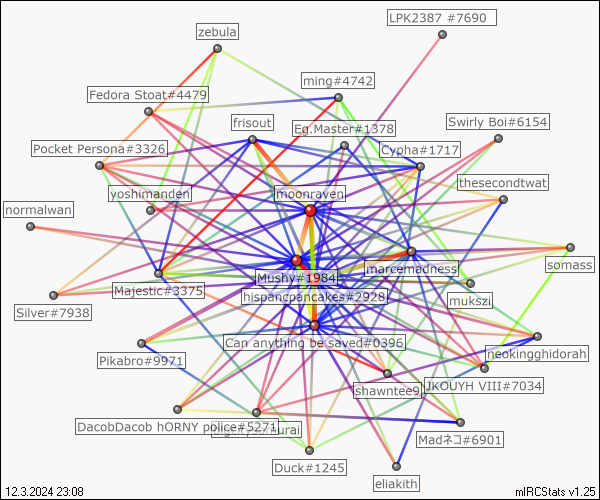 LPK2387 #7690
zebula
ming#4742
Fedora Stoat#4479
frisout
Eg.Master#1378
Swirly Boi#6154
Pocket Persona#3326
Cypha#1717
thesecondtwat
yoshimanden
moonraven
normalwan
somass
Mushy#1984
marcemadness
Majestic#3375
hispancpancakes#2928
mukszi
Silver#7938
Can anything be saved#0396
neokingghidorah
Pikabro#9971
JKOUYH VIII#7034
shawntee9
DacobDacob hORNY police#5271
Madネコ#6901
Duck#1245
eliakith
12.3.2024 23:08
mIRCStats v1.25